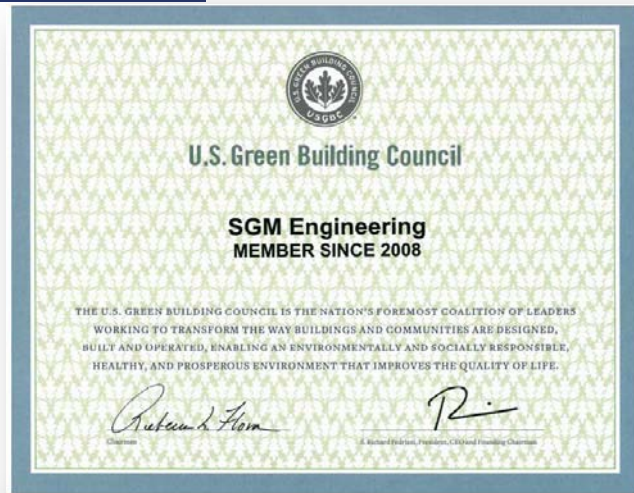 U.S. GREEN BUILDING COUNCIL
USGBC
U.S. Green Building Council
SGM Engineering
MEMBER SINCE 2008
THE U.S. GREEN BUILDING COUNCIL IS THE NATION'S FOREMOST COALITION OF LEADERS
WORKING TO TRANSFORM THE WAY BUILDINGS AND COMMUNITIES ARE DESIGNED,
BUILT AND OPERATED, ENABLING AN ENVIRONMENTALLY AND SOCIALLY RESPONSIBLE,
HEALTHY, AND PROSPEROUS ENVIRONMENT THAT IMPROVES THE QUALITY OF LIFE.
Chairman
S. Richard Fedrizzi, President, CEO and Founding Chairman